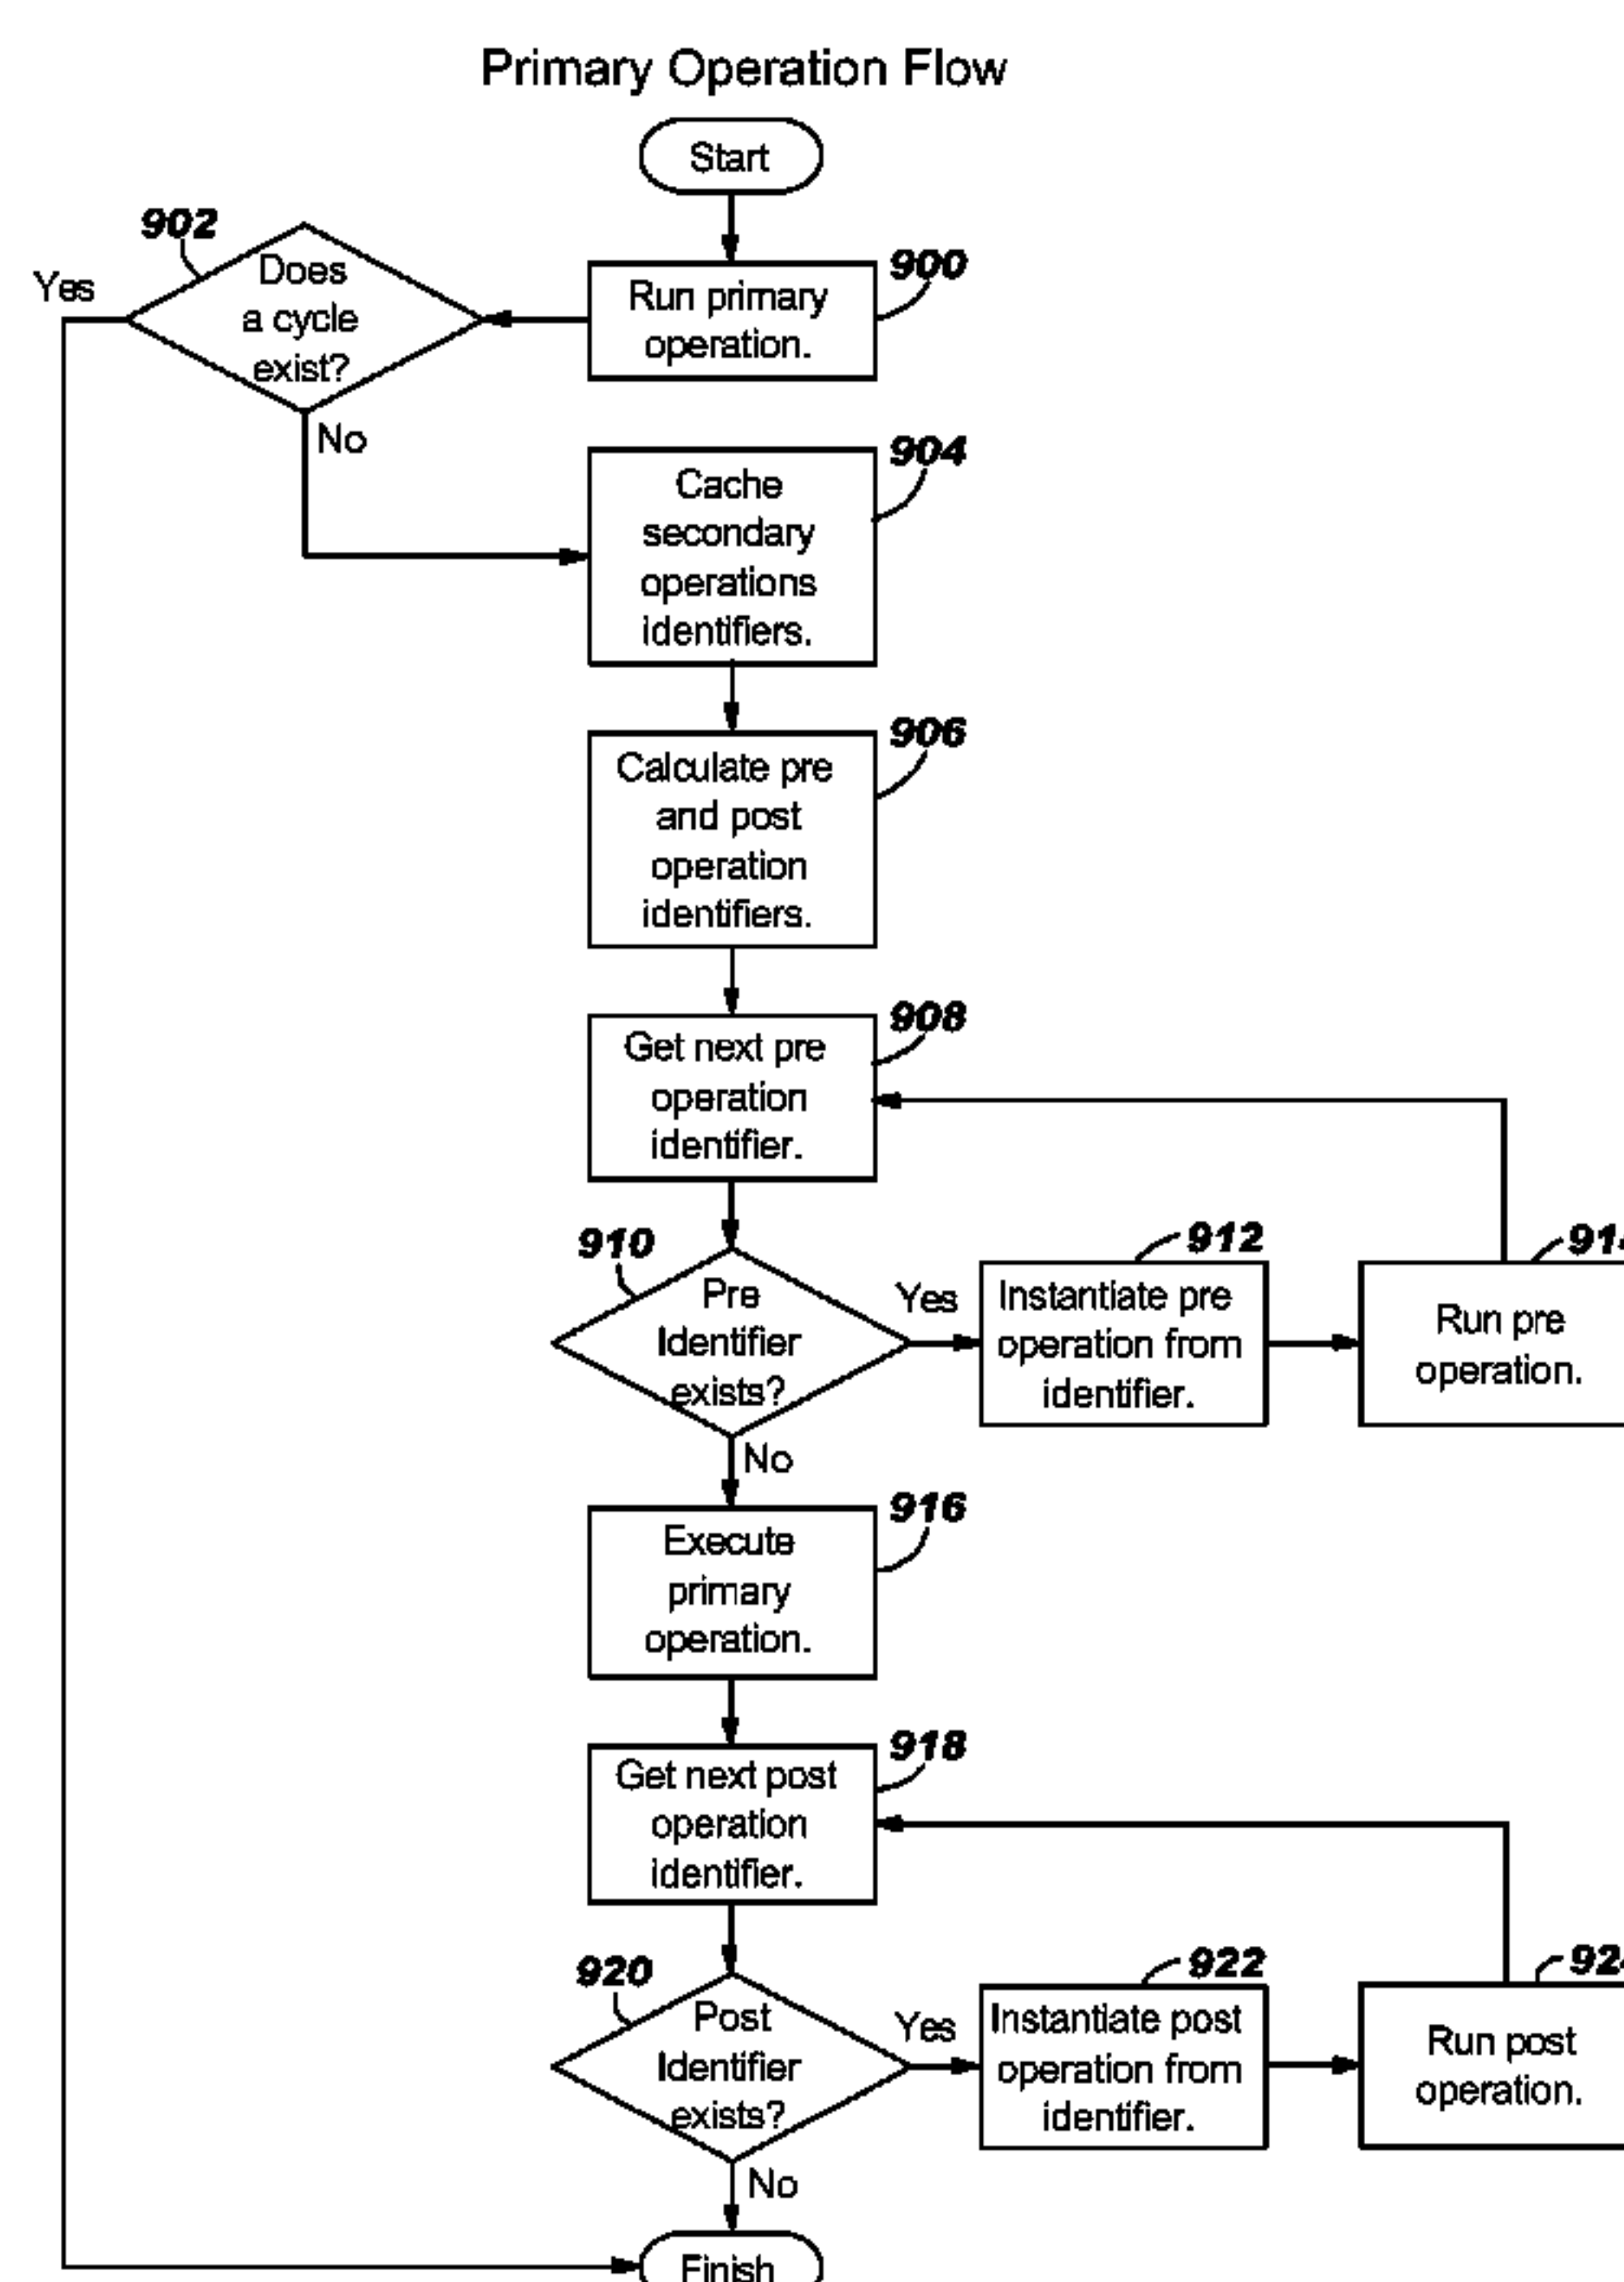 Primary Operation Flow
Start
902
Yes
Does
a cycle
exist?
No
900
Run primary
operation.
904
Cache
secondary
operations
identifiers.
906
Calculate pre
and post
operation
identifiers.
908
Get next pre
operation
identifier.
910
Pre
Identifier
exists?
Yes
912
Instantiate pre
operation from
identifier.
Run pre
operation.
No
916
Execute
primary
operation.
918
Get next post
operation
identifier.
920
Post
Identifier
exists?
Yes
922
Instantiate post
operation from
identifier.
Run post
operation.
No
Finish